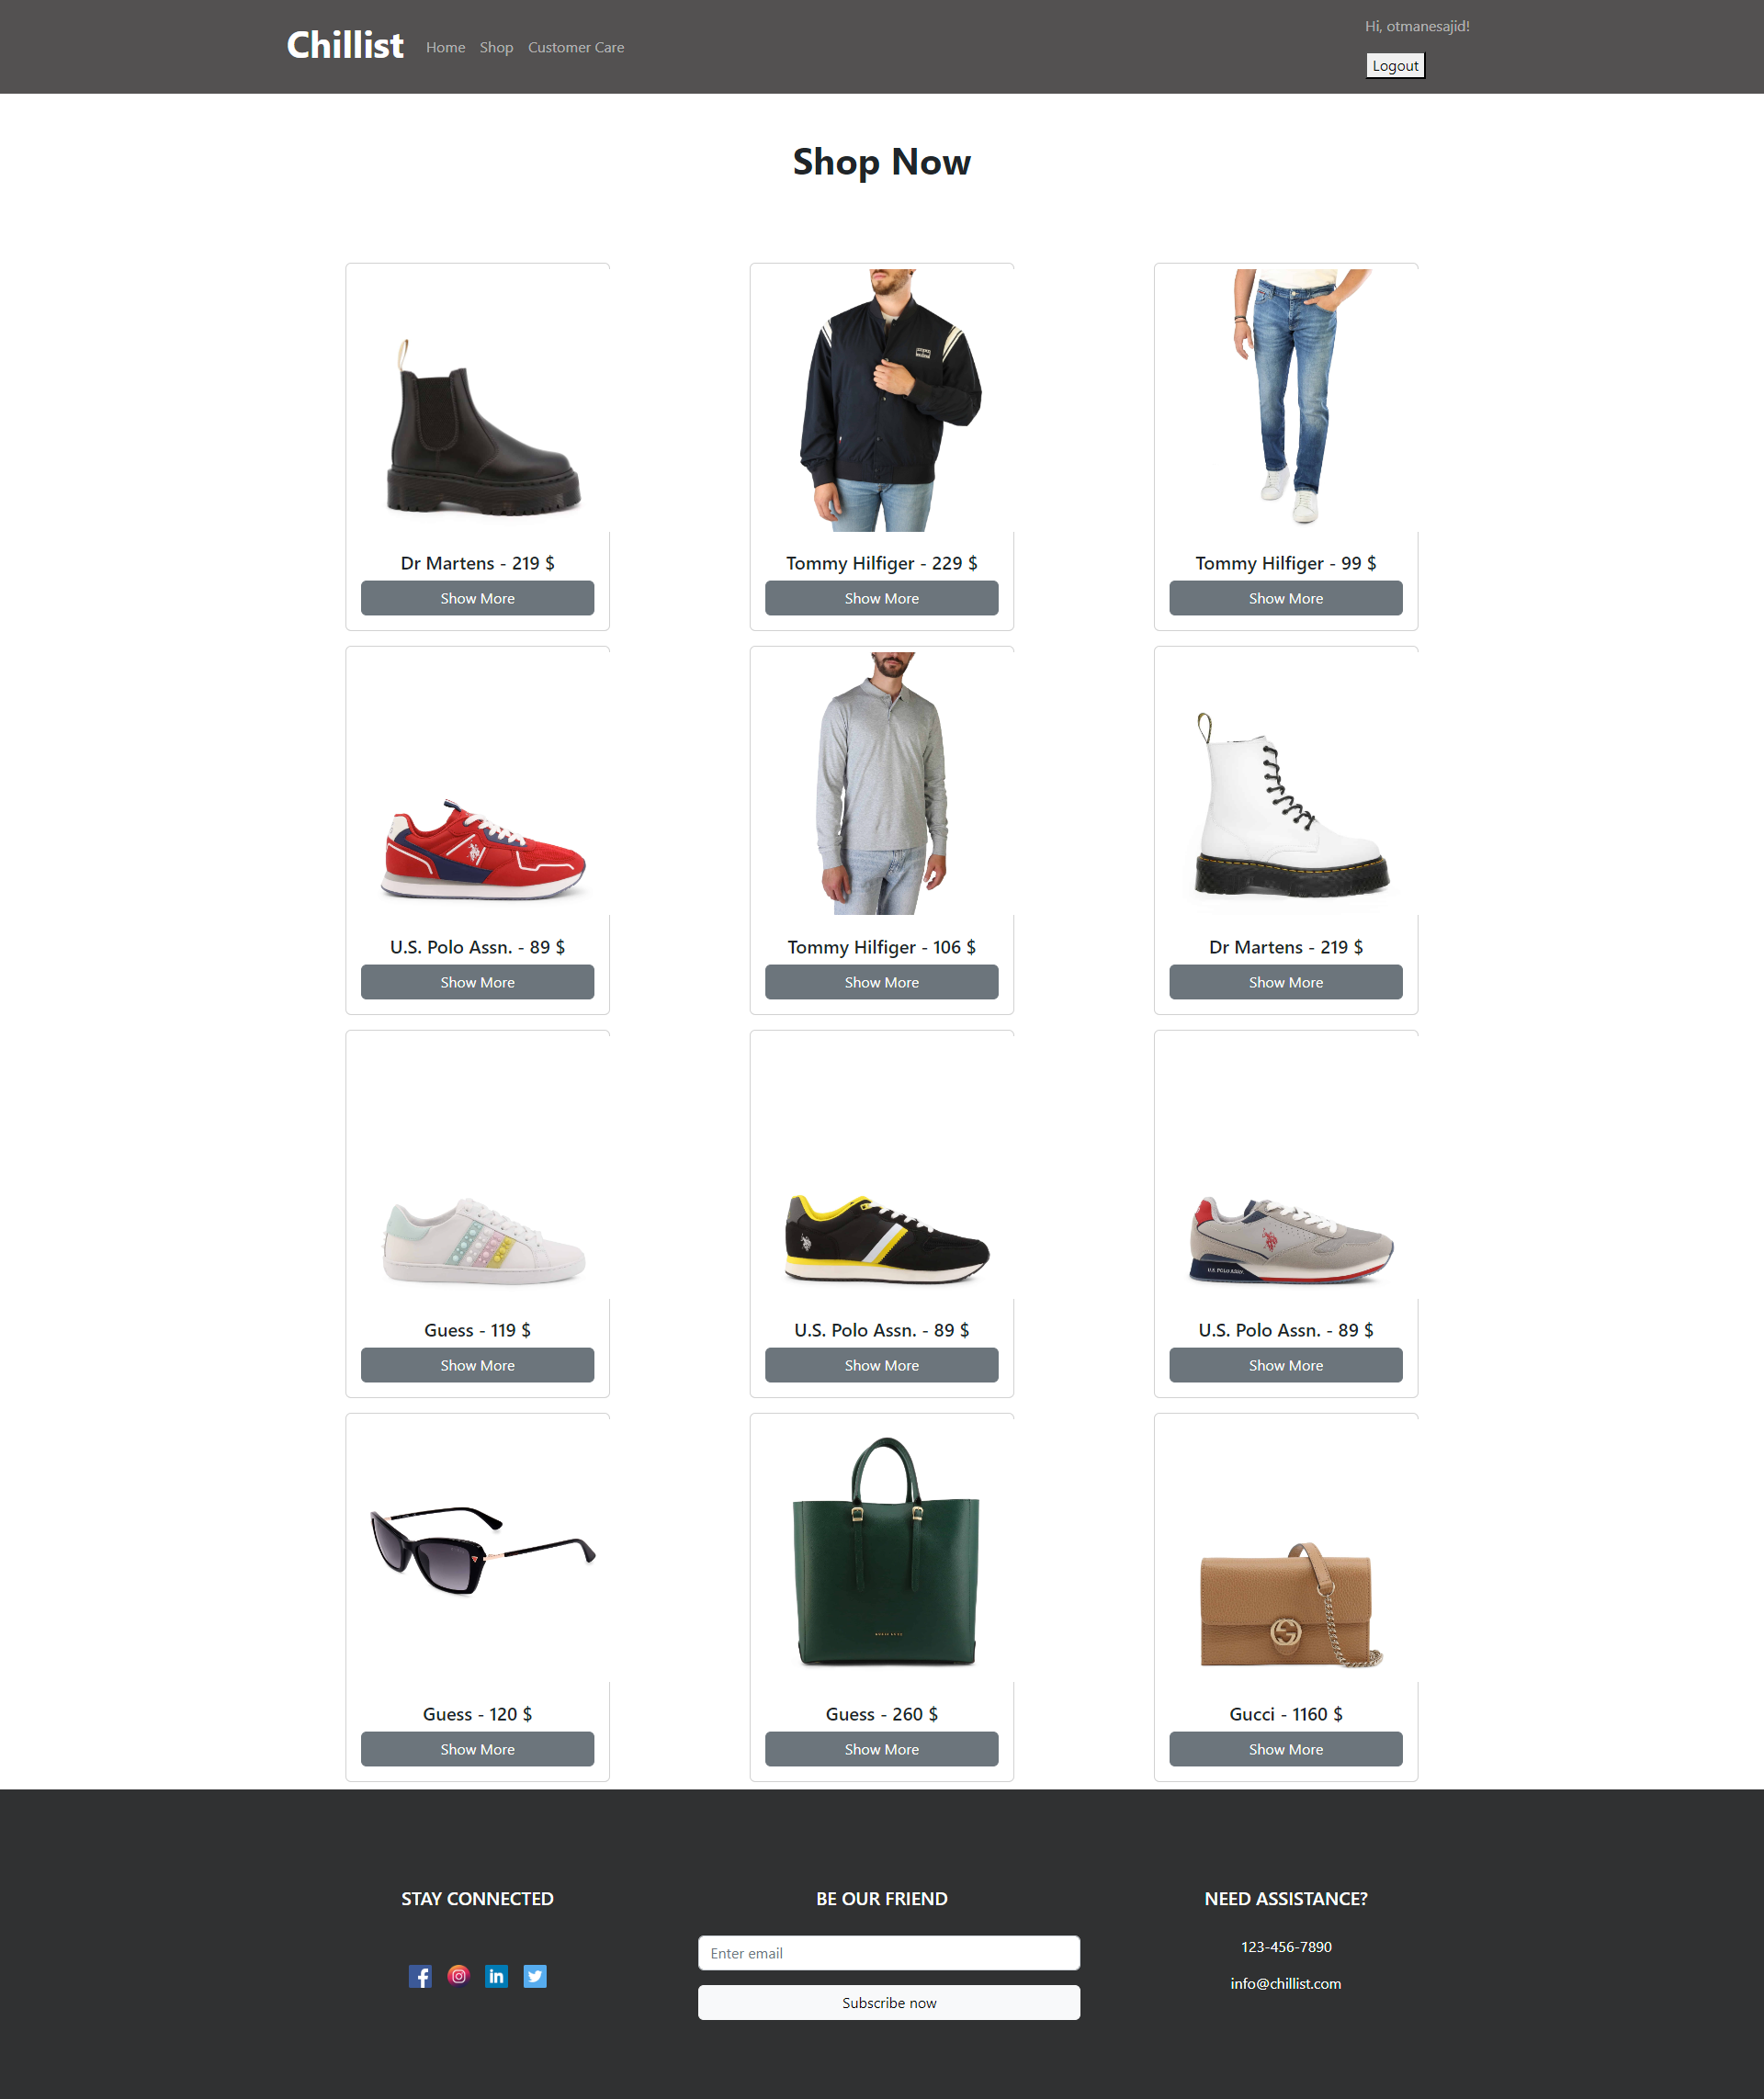 Chillist
Home
Shop
Customer Care
Hi, otmanesajid!
Logout
Shop Now
Dr Martens - 219 $
Show More
Tommy Hilfiger - 229 $
Show More
Tommy Hilfiger - 99 $
Show More
U.S. Polo Assn. - 89 $
Show More
Tommy Hilfiger - 106 $
Show More
Dr Martens - 219 $
Show More
Guess - 119 $
Show More
U.S. Polo Assn. - 89 $
Show More
U.S. Polo Assn. - 89 $
Show More
Guess - 120 $
Show More
Guess - 260 $
Show More
Gucci - 1160 $
Show More
STAY CONNECTED
BE OUR FRIEND
Enter email
Subscribe now
NEED ASSISTANCE?
123-456-7890
info@chillist.com